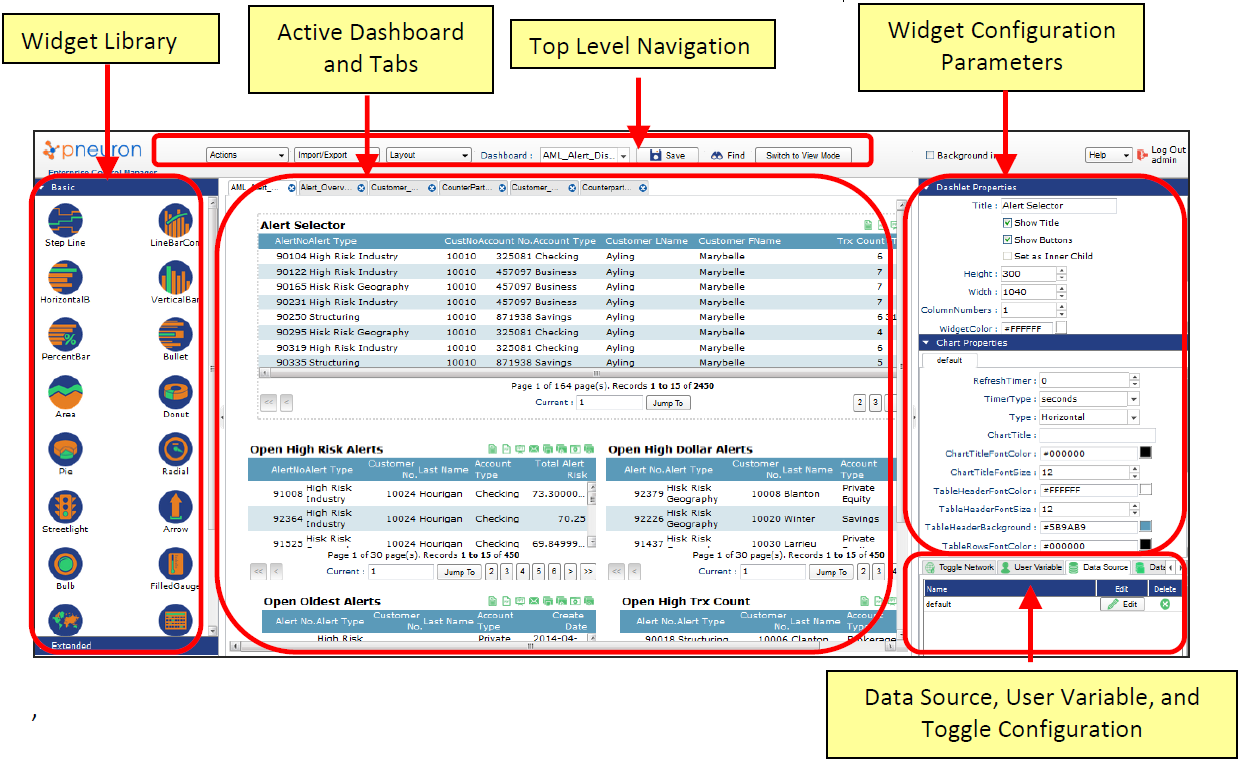 Widget Library
Active Dashboard
and Tabs
Top Level Navigation
Widget Configuration
Parameters
pneuron
Enterprise Control Manager
Actions
Import/Export
Layout
Dashboard :
AML_Alert_Dis...
Save
Find
Switch to View Mode
Background in
Help
Log Out
admin
Basic
Step Line
LineBarCon
HorizontalB
VerticalBar
PercentBar
Bullet
Area
Donut
Pie
Radial
Streetlight
Arrow
Bulb
FilledGauge
Extended
Alert_Overv...
Customer_...
CounterPart...
Customer_...
Counterpart...
Alert Selector
AlertNo Alert Type CustNo Account No. Account Type Customer LName Customer FName Trx Count
90104 High Risk Industry 10010 325081 Checking Ayling Marybelle 6
90122 High Risk Industry 10010 457097 Business Ayling Marybelle 7
90165 Hisk Risk Geography 10010 457097 Business Ayling Marybelle 7
90231 High Risk Industry 10010 457097 Business Ayling Marybelle 7
90250 Structuring 10010 871938 Savings Ayling Marybelle 6
90295 Hisk Risk Geography 10010 871938 Savings Ayling Marybelle 4
90319 High Risk Industry 10010 325081 Checking Ayling Marybelle 6
90335 Structuring 10010 871938 Savings Ayling Marybelle 5
Page 1 of 164 page(s). Records 1 to 15 of 2450
<< < Current : 1 Jump To 2 3
Open High Risk Alerts
AlertNo Alert Type Customer No. Last Name Account Type Total Alert Risk
91008 High Risk Industry 10024 Hourigan Checking 73.30000...
92364 High Risk Industry 10024 Hourigan Checking 70.25
91525 Hisk Risk 10024 Hourigan Checking 69.84999...
Page 1 of 30 page(s). Records 1 to 15 of 450
<< < Current : 1 Jump To 2 3 4 5 6 > >>
Open High Dollar Alerts
Alert No. Alert Type Customer No. Last Name Account Type
92379 Hisk Risk Geography 10008 Blanton Private Equity
92226 Hisk Risk Geography 10020 Winter Savings
91437 Hisk Risk 10030 Larrieu Private
Page 1 of 30 page(s). Records 1 to 15 of 450
<< < Current : 1 Jump To 2 3 4
Open Oldest Alerts
Alert No. Alert Type Customer No. Last Name Account Type Create Date
High Risk Private 2014-04-
Open High Trx Count
Alert No. Alert Type Customer No. Last Name Account Type
90018 Structuring 10006 Clanton Brokerage
Dashlet Properties
Title : Alert Selector
Show Title
Show Buttons
Set as Inner Child
Height : 300
Width : 1040
ColumnNumbers : 1
WidgetColor : #FFFFFF
Chart Properties
default
RefreshTimer : 0
TimerType : seconds
Type : Horizontal
ChartTitle :
ChartTitleFontColor : #000000
ChartTitleFontSize : 12
TableHeaderFontColor : #FFFFFF
TableHeaderFontSize : 12
TableHeaderBackground : #5B9AB9
TableRowsFontColor : #000000
Toggle Network
User Variable
Data Source
Data
Name Edit Delete
default Edit
Data Source, User Variable, and
Toggle Configuration
,